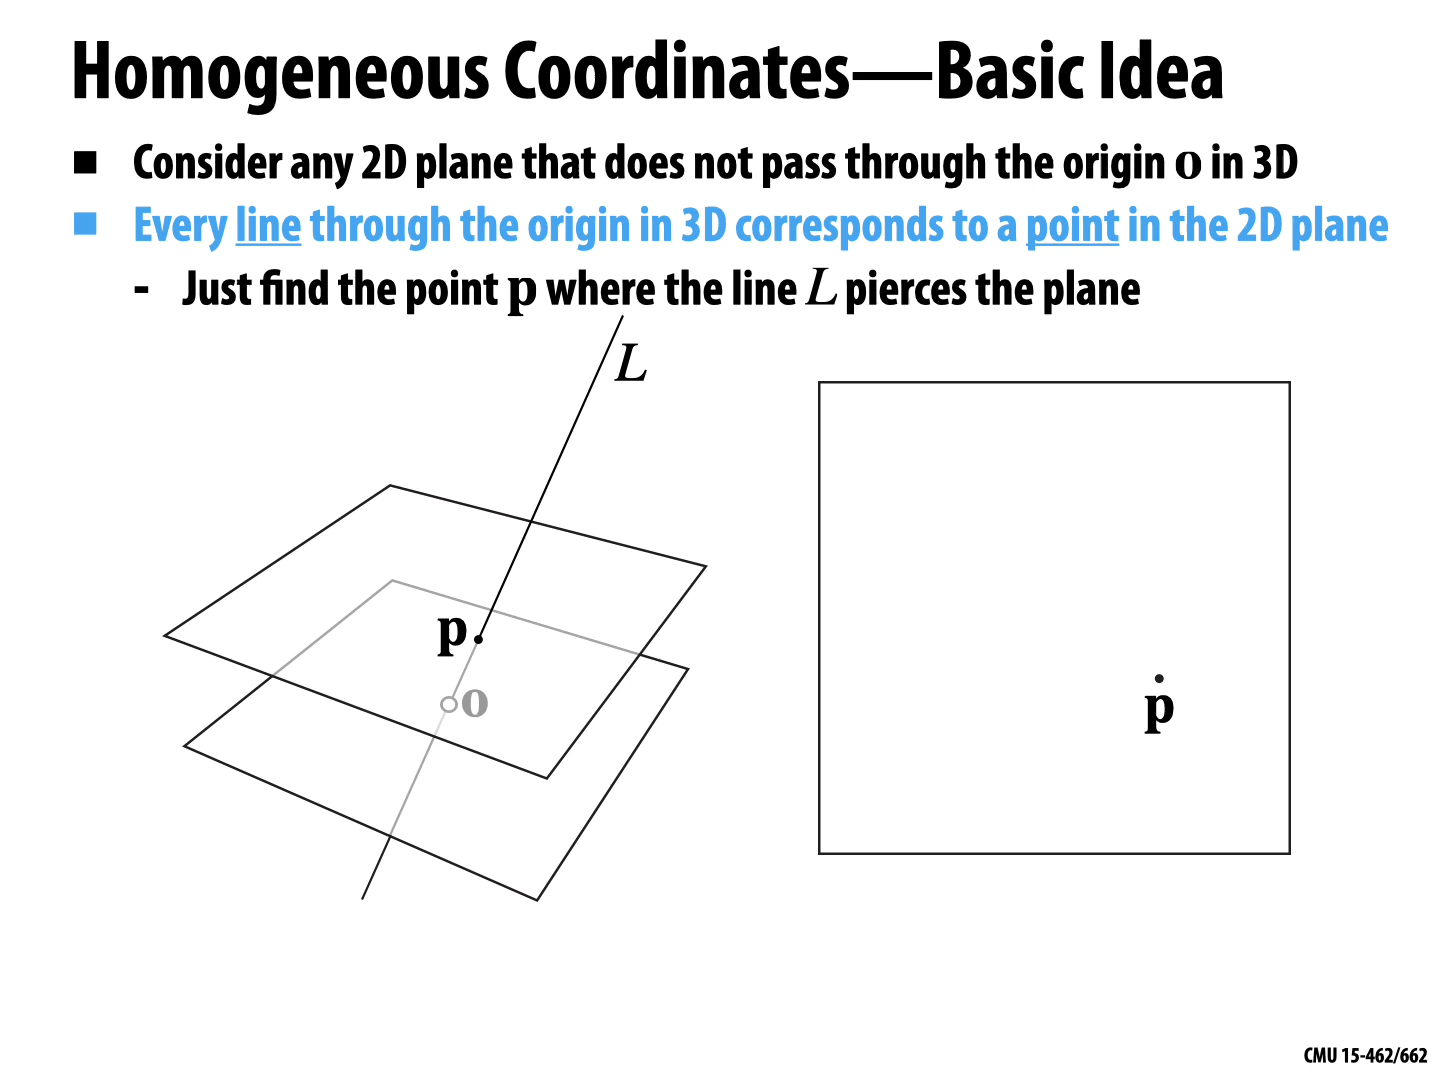 Homogeneous Coordinates—Basic Idea
■ Consider any 2D plane that does not pass through the origin o in 3D
■ Every line through the origin in 3D corresponds to a point in the 2D plane
- Just find the point p where the line L pierces the plane
L
p
o
p
CMU 15-462/662